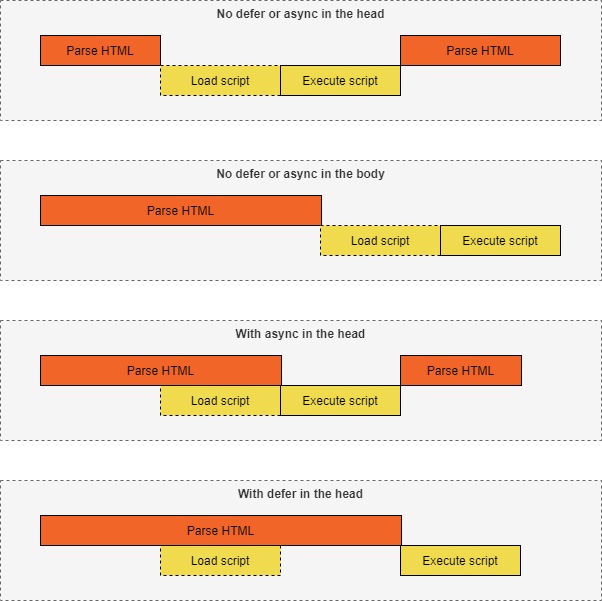 No defer or async in the head
Parse HTML
Parse HTML
Load script
Execute script
No defer or async in the body
Parse HTML
Load script
Execute script
With async in the head
Parse HTML
Parse HTML
Load script
Execute script
With defer in the head
Parse HTML
Load script
Execute script